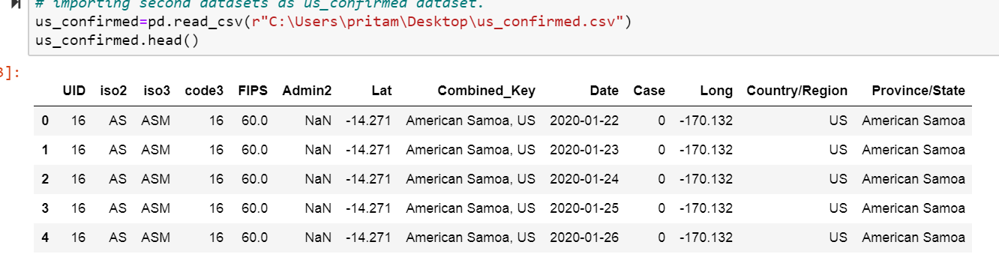 # importing second datasets as us_confirmed dataset.
us_confirmed=pd.read_csv(r"C:\Users\pritam\Desktop\us_confirmed.csv")
us_confirmed.head()
3]:
UID iso2 iso3 code3 FIPS Admin2 Lat Combined_Key Date Case Long Country/Region Province/State
0 16 AS ASM 16 60.0 NaN -14.271 American Samoa, US 2020-01-22 0 -170.132 US American Samoa
1 16 AS ASM 16 60.0 NaN -14.271 American Samoa, US 2020-01-23 0 -170.132 US American Samoa
2 16 AS ASM 16 60.0 NaN -14.271 American Samoa, US 2020-01-24 0 -170.132 US American Samoa
3 16 AS ASM 16 60.0 NaN -14.271 American Samoa, US 2020-01-25 0 -170.132 US American Samoa
4 16 AS ASM 16 60.0 NaN -14.271 American Samoa, US 2020-01-26 0 -170.132 US American Samoa